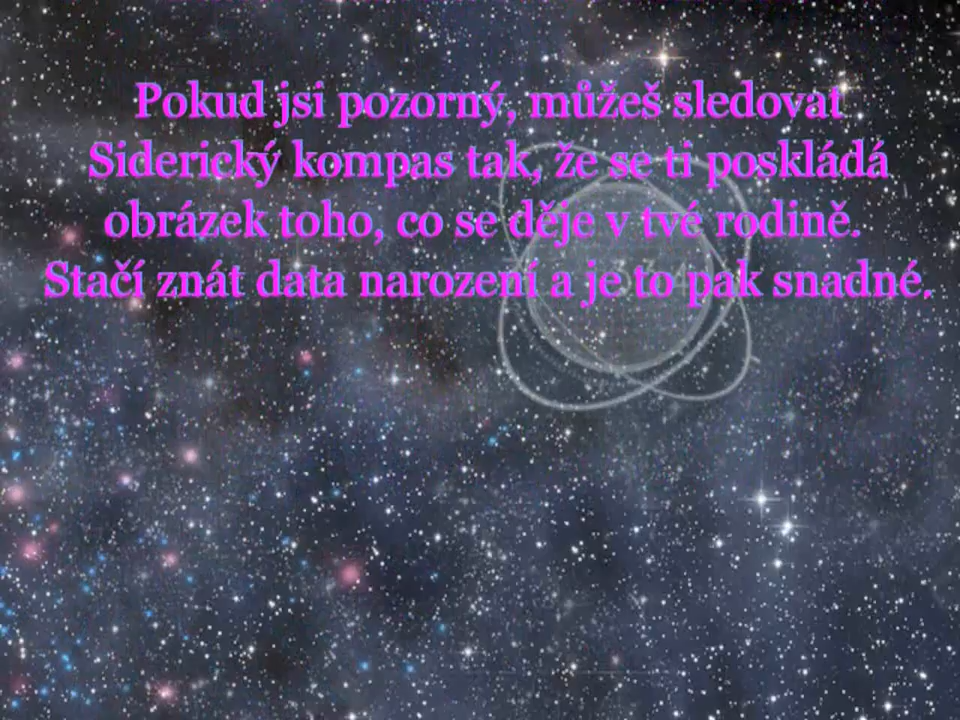 Pokud jsi pozorný, můžeš sledovat
Siderický kompas tak, že se ti poskládá
obrázek toho, co se děje v tvé rodině.
Stačí znát data narození a je to pak snadné.